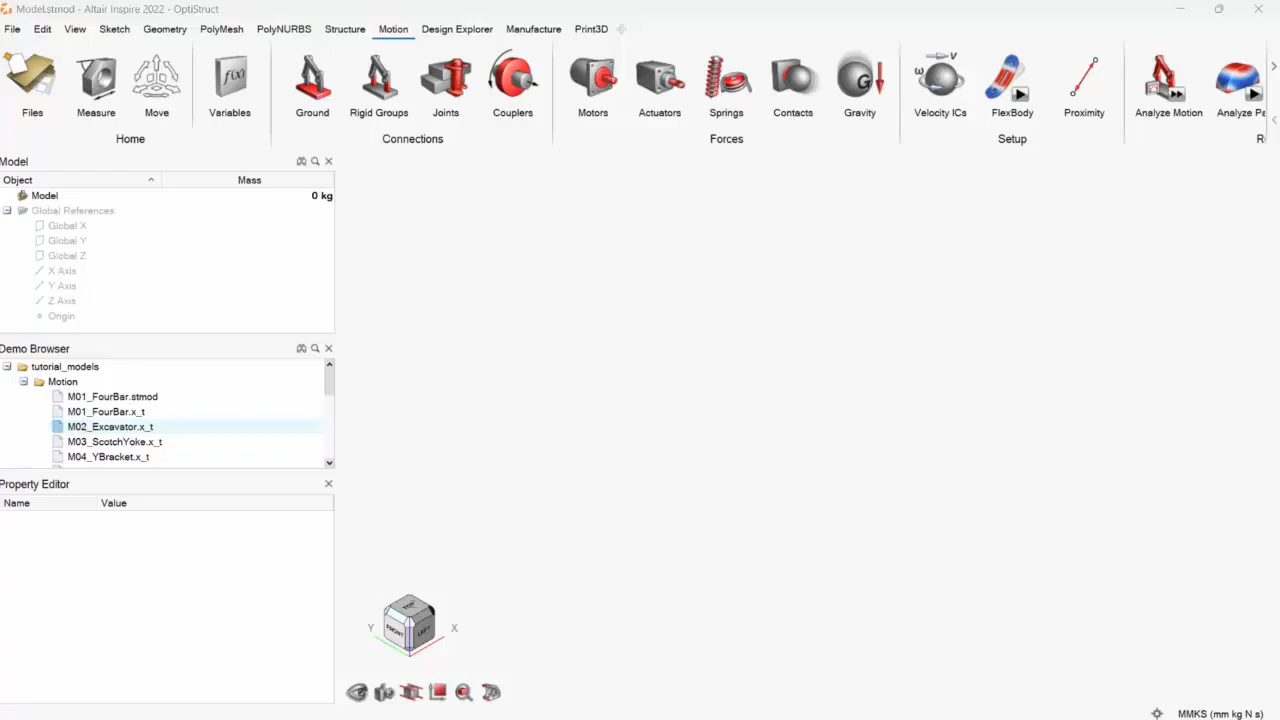 Model.stmod - Altair Inspire 2022 - OptiStruct
File Edit View Sketch Geometry PolyMesh PolyNURBS Structure Motion Design Explorer Manufacture Print3D
Files Measure Move Variables Ground Rigid Groups Joints Couplers Motors Actuators Springs Contacts Gravity Velocity ICs FlexBody Proximity Analyze Motion Analyze Pa
Home Connections Forces Setup R
Model
Object Mass
Model 0 kg
Global References
Global X
Global Y
Global Z
X Axis
Y Axis
Z Axis
Origin
Demo Browser
tutorial_models
Motion
M01_FourBar.stmod
M01_FourBar.x_t
M02_Excavator.x_t
M03_ScotchYoke.x_t
M04_YBracket.x_t
Property Editor
Name Value
FRONT LEFT
Y X
MMKS (mm kg N s)